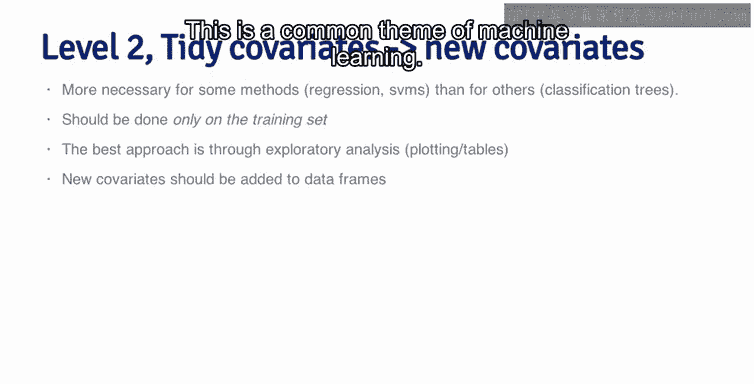 This is a common theme of machine
learning.
Level 2, Tidy covariates -> new covariates
· More necessary for some methods (regression, svms) than for others (classification trees).
· Should be done only on the training set
· The best approach is through exploratory analysis (plotting/tables)
· New covariates should be added to data frames